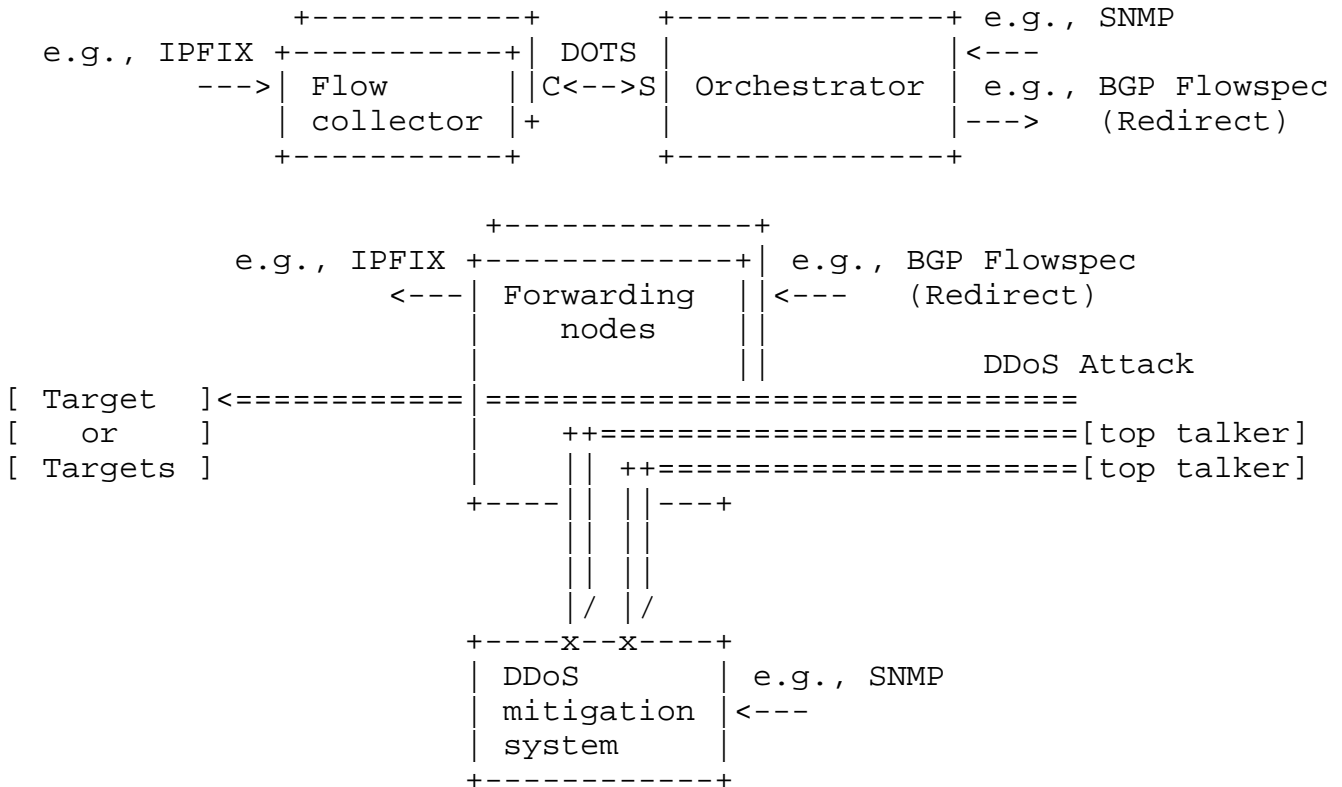 e.g., SNMP
e.g., IPFIX DOTS
---> Flow C<-->S Orchestrator e.g., BGP Flowspec
collector ---> (Redirect)
e.g., IPFIX e.g., BGP Flowspec
<--- Forwarding <--- (Redirect)
nodes
DDoS Attack
[ Target ]
[ or ] [top talker]
[ Targets ] [top talker]
x--x
DDoS e.g., SNMP
mitigation <---
system